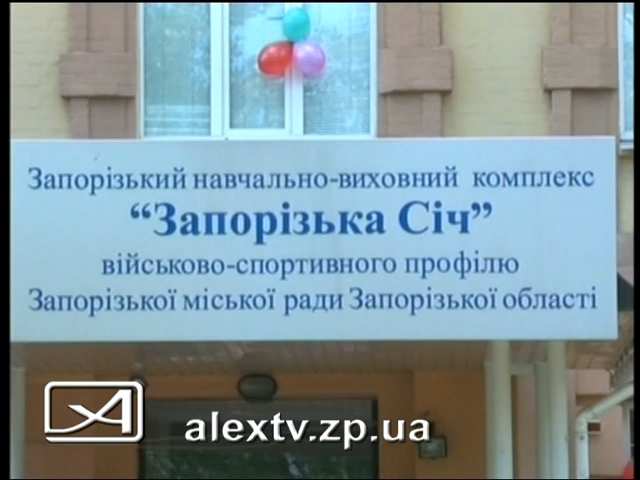 Запорізький навчально-виховний комплекс
“Запорізька Січ”
військово-спортивного профілю
Запорізької міської ради Запорізької області
alextv.zp.ua